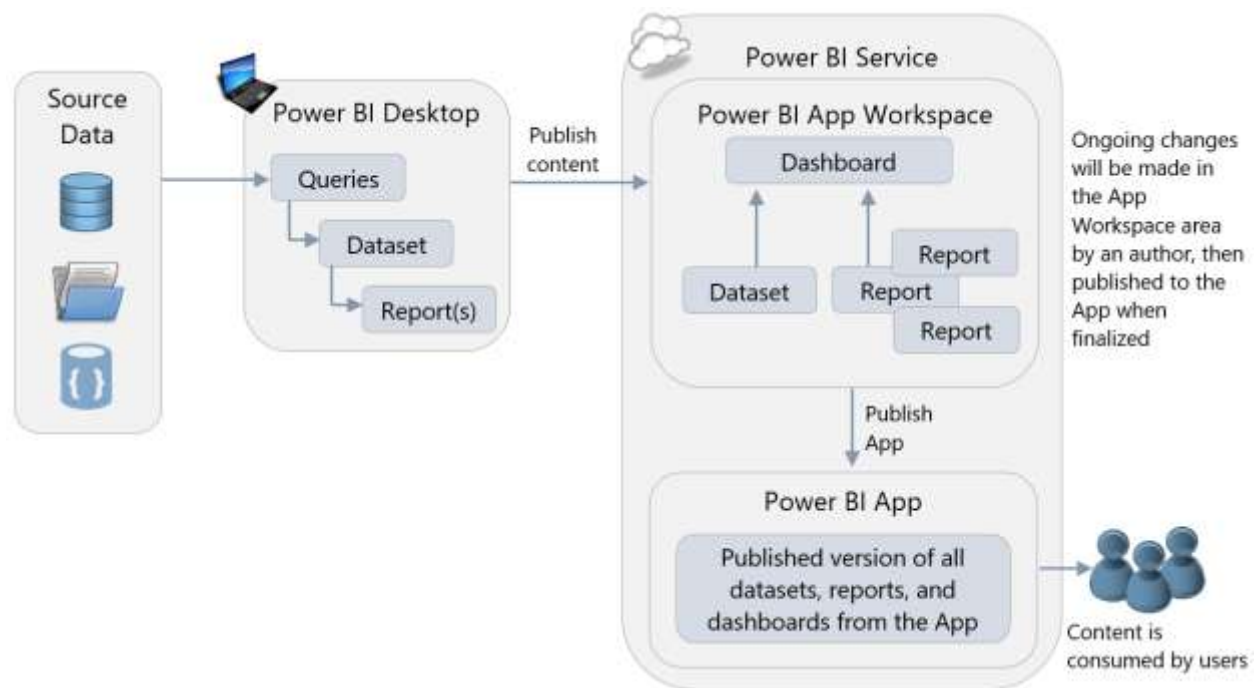 Source
Data
Power BI Desktop
Queries
Dataset
Report(s)
Publish
content
Power BI Service
Power BI App Workspace
Dashboard
Dataset
Report
Report
Report
Ongoing changes
will be made in
the App
Workspace area
by an author, then
published to the
App when
finalized
Publish
App
Power BI App
Published version of all
datasets, reports, and
dashboards from the App
Content is
consumed by users
{ }